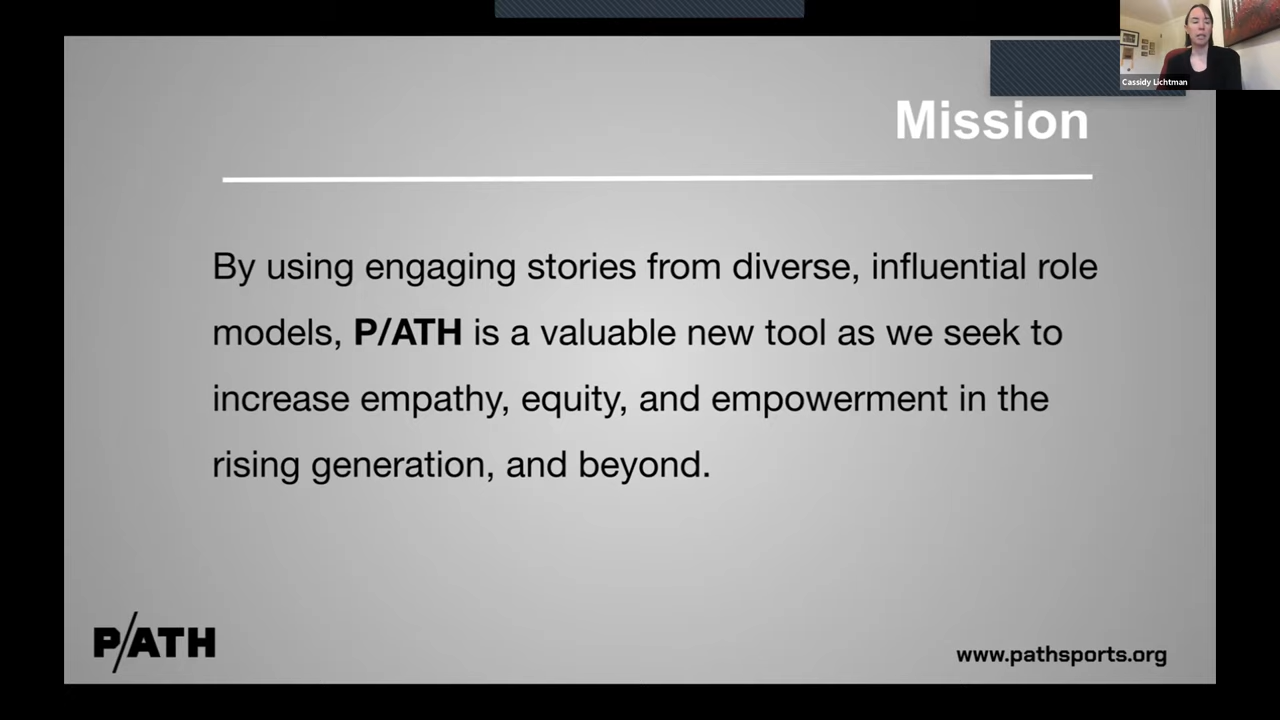 Cassidy Lichtman
Mission
By using engaging stories from diverse, influential role
models, P/ATH is a valuable new tool as we seek to
increase empathy, equity, and empowerment in the
rising generation, and beyond.
P/ATH
www.pathsports.org